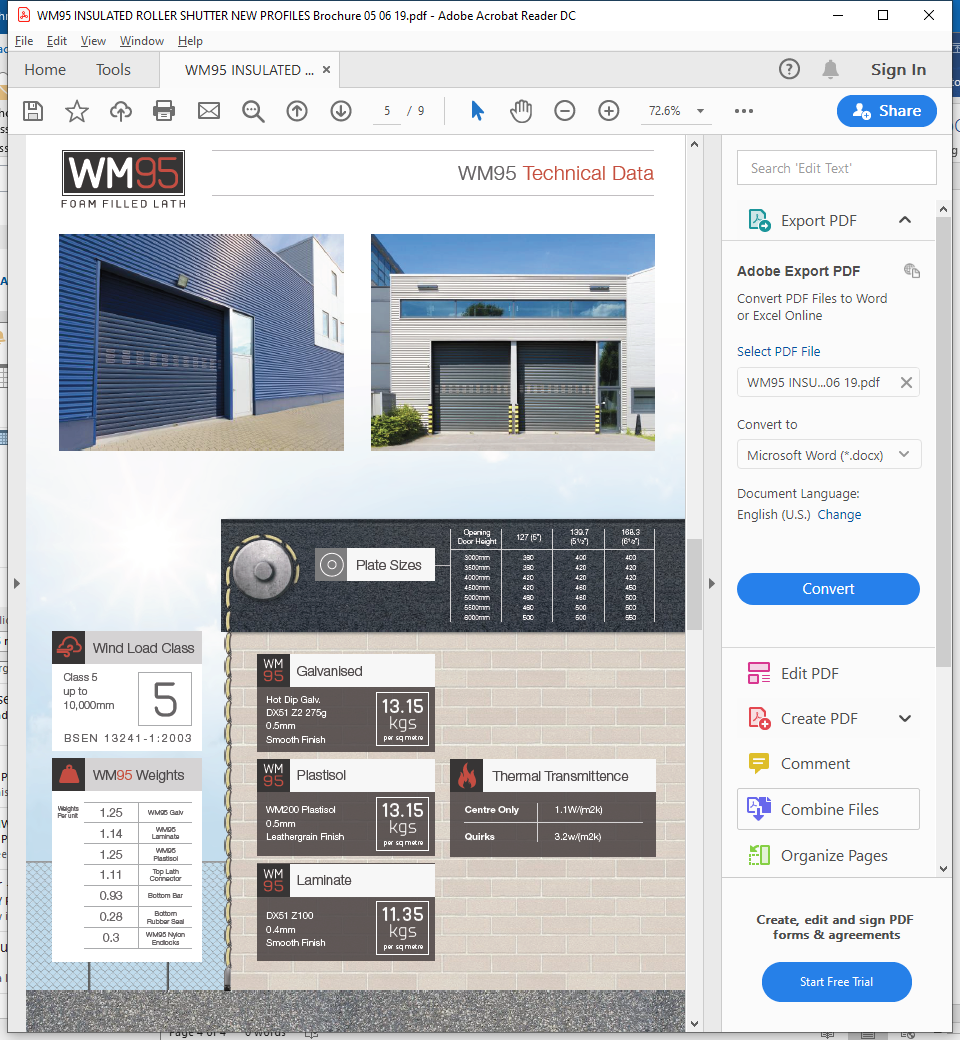 WM95 INSULATED ROLLER SHUTTER NEW PROFILES Brochure 05 06 19.pdf - Adobe Acrobat Reader DC
File Edit View Window Help
Home Tools WM95 INSULATED ... × Sign In
5 / 9 72.6% Share
WM95
FOAM FILLED LATH
WM95 Technical Data
Plate Sizes
Opening Door Height 127 (5") 139.7 (5½") 168.3 (6½")
3000mm 380 400 400
3500mm 380 420 420
4000mm 420 420 420
4500mm 420 460 450
5000mm 460 460 500
5500mm 460 500 500
6000mm 500 500 550
Wind Load Class
Class 5
up to
10,000mm
5
BSEN 13241-1:2003
WM95 Weights
Weights
Per unit
1.25 WM95 Galv
1.14 WM95 Laminate
1.25 WM95 Plastisol
1.11 Top Lath Connector
0.93 Bottom Bar
0.28 Bottom Rubber Seal
0.3 WM95 Nylon Endlocks
WM95 Galvanised
Hot Dip Galv.
DX51 Z2 275g
0.5mm
Smooth Finish
13.15
kgs
per sq metre
WM95 Plastisol
WM200 Plastisol
0.5mm
Leathergrain Finish
13.15
kgs
per sq metre
Thermal Transmittence
Centre Only 1.1W/(m2k)
Quirks 3.2w/(m2k)
WM95 Laminate
DX51 Z100
0.4mm
Smooth Finish
11.35
kgs
per sq metre
Search 'Edit Text'
Export PDF
Adobe Export PDF
Convert PDF Files to Word
or Excel Online
Select PDF File
WM95 INSU...06 19.pdf
Convert to
Microsoft Word (*.docx)
Document Language:
English (U.S.) Change
Convert
Edit PDF
Create PDF
Comment
Combine Files
Organize Pages
Create, edit and sign PDF
forms & agreements
Start Free Trial